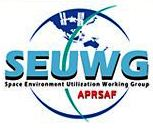 SEUWG
Space Environment Utilization Working Group
APRSAF